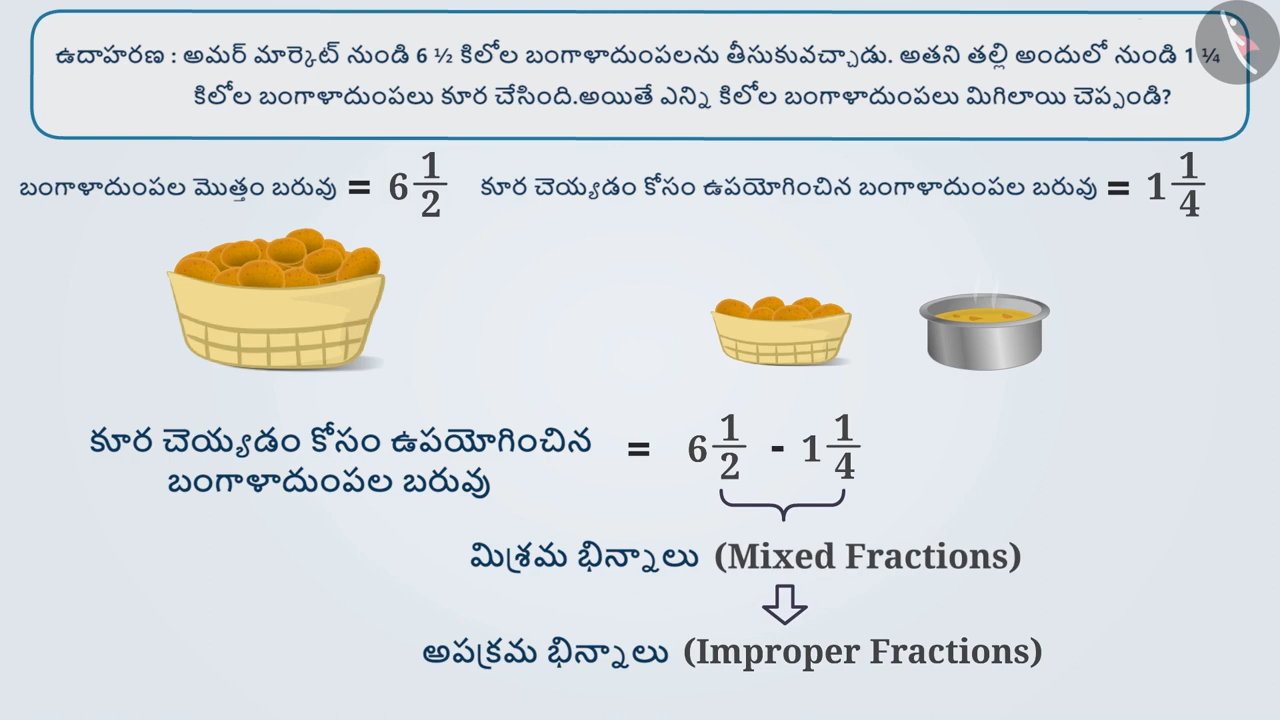 ఉదాహరణ : అమర్ మార్కెట్ నుండి 6 ½ కిలోల బంగాళాదుంపలను తీసుకువచ్చాడు. అతని తల్లి అందులో నుండి 1 ¼
కిలోల బంగాళాదుంపలు కూర చేసింది.అయితే ఎన్ని కిలోల బంగాళాదుంపలు మిగిలాయి చెప్పండి?
బంగాళాదుంపల మొత్తం బరువు = 6 1/2 కూర చెయ్యడం కోసం ఉపయోగించిన బంగాళాదుంపల బరువు = 1 1/4
కూర చెయ్యడం కోసం ఉపయోగించిన
బంగాళాదుంపల బరువు = 6 1/2 - 1 1/4
మిశ్రమ భిన్నాలు (Mixed Fractions)
అపక్రమ భిన్నాలు (Improper Fractions)